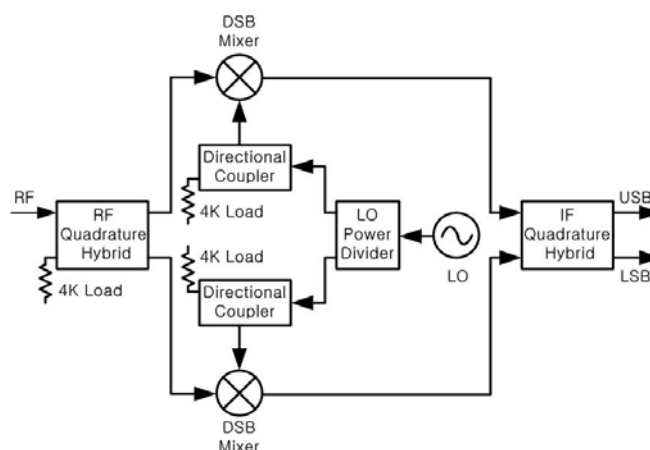 DSB
Mixer
Directional
Coupler
4K Load
RF
RF
Quadrature
Hybrid
4K Load
4K Load
Directional
Coupler
LO
Power
Divider
LO
IF
Quadrature
Hybrid
USB
LSB
DSB
Mixer